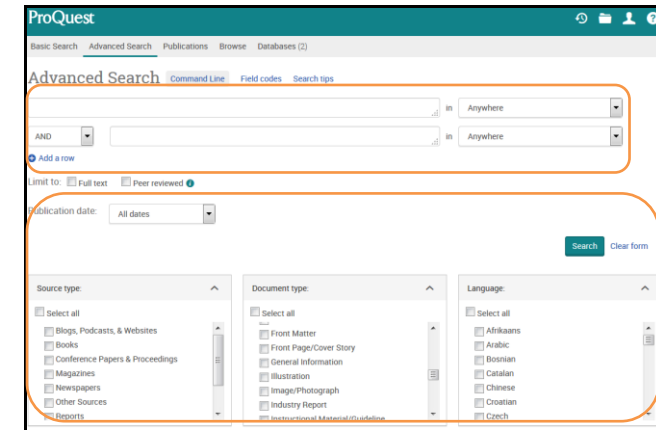 ProQuest
Basic Search Advanced Search Publications Browse Databases (2)
Advanced Search Command Line Field codes Search tips
in Anywhere
AND in Anywhere
Add a row
Limit to: Full text Peer reviewed
Publication date: All dates
Search Clear form
Source type: Document type: Language:
Select all Select all Select all
Blogs, Podcasts, & Websites Front Matter Afrikaans
Books Front Page/Cover Story Arabic
Conference Papers & Proceedings General Information Bosnian
Magazines Illustration Catalan
Newspapers Image/Photograph Chinese
Other Sources Industry Report Croatian
Reports Instructional Material/Guideline Czech